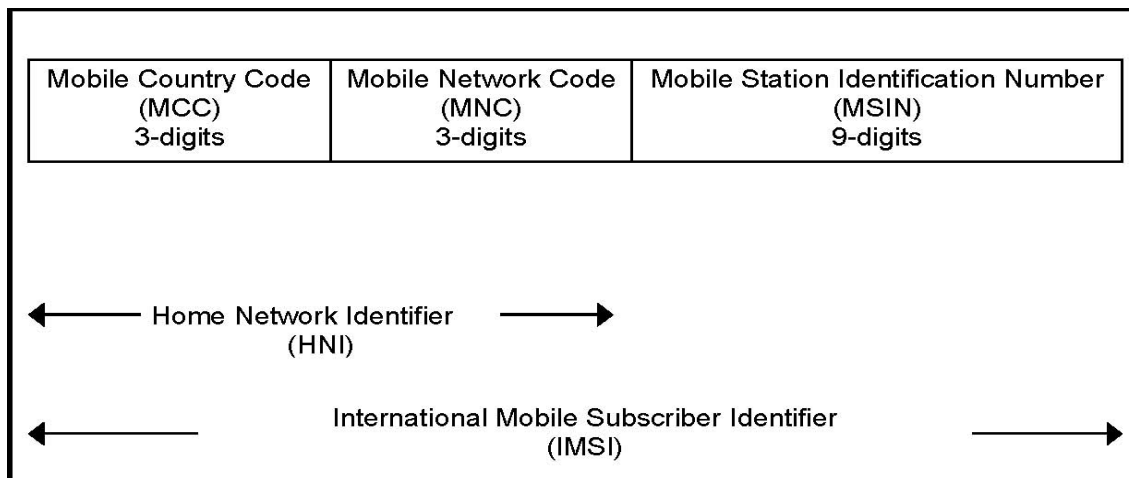 Mobile Country Code
(MCC)
3-digits
Mobile Network Code
(MNC)
3-digits
Mobile Station Identification Number
(MSIN)
9-digits
Home Network Identifier
(HNI)
International Mobile Subscriber Identifier
(IMSI)